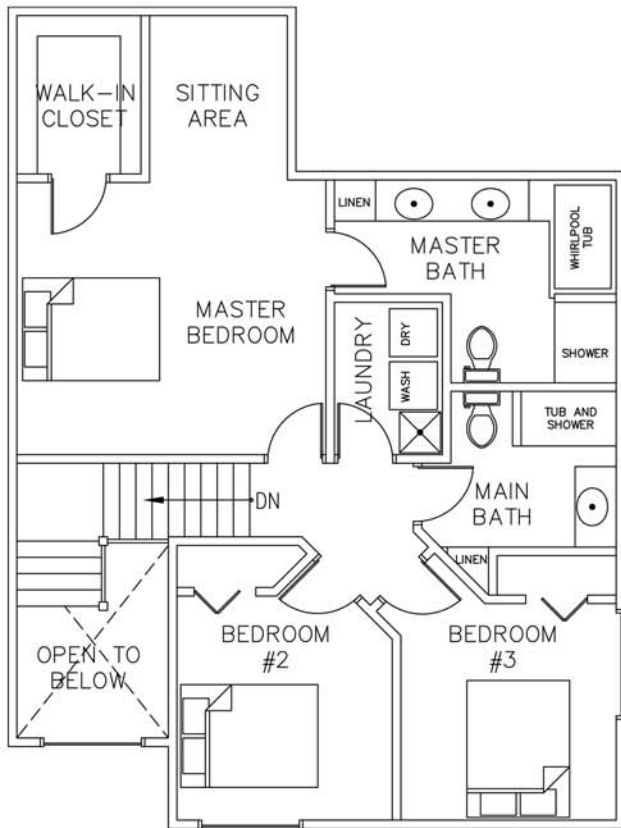 WALK-IN
CLOSET
SITTING
AREA
LINEN
MASTER
BATH
WHIRLPOOL
TUB
MASTER
BEDROOM
LAUNDRY
DRY
WASH
SHOWER
TUB AND
SHOWER
DN
MAIN
BATH
LINEN
OPEN TO
BELOW
BEDROOM
#2
BEDROOM
#3